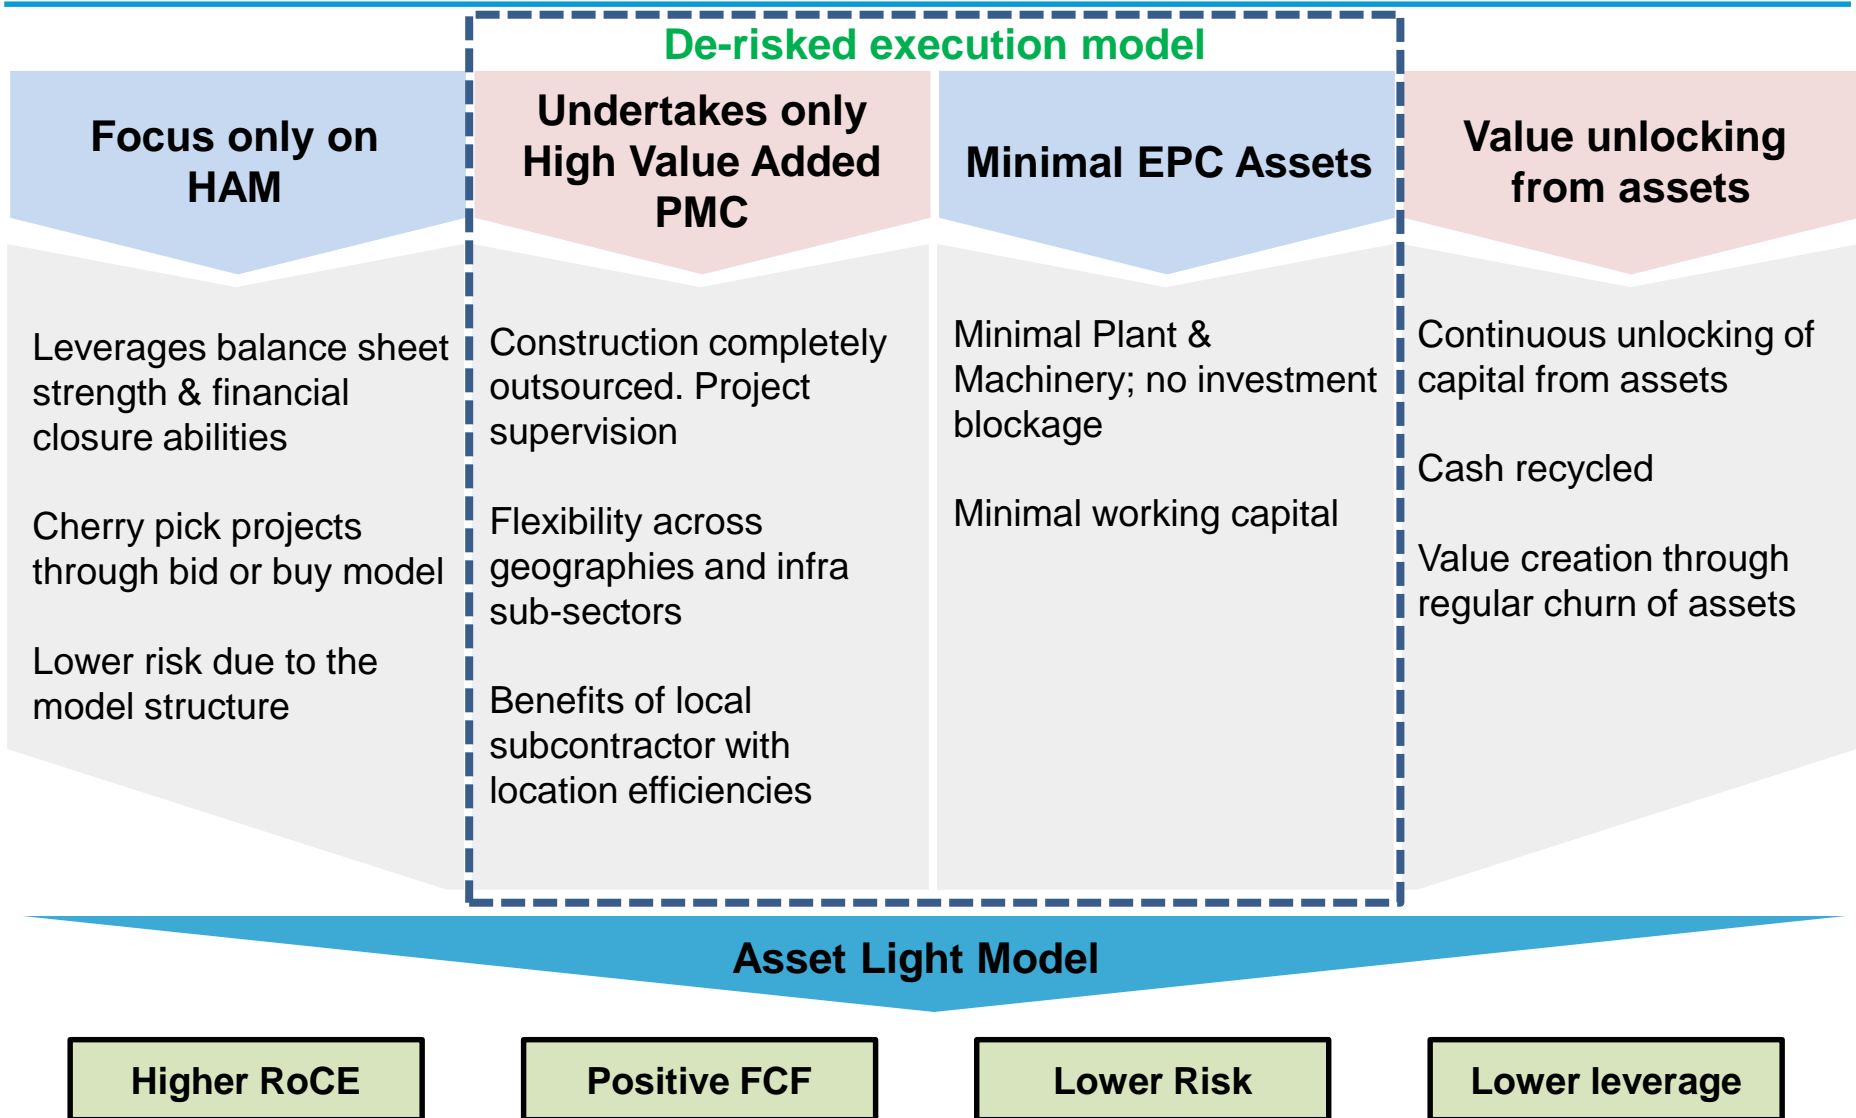 De-risked execution model
Focus only on
HAM
Undertakes only
High Value Added
PMC
Minimal EPC Assets
Value unlocking
from assets
Leverages balance sheet
strength & financial
closure abilities
Cherry pick projects
through bid or buy model
Lower risk due to the
model structure
Construction completely
outsourced. Project
supervision
Flexibility across
geographies and infra
sub-sectors
Benefits of local
subcontractor with
location efficiencies
Minimal Plant &
Machinery; no investment
blockage
Minimal working capital
Continuous unlocking of
capital from assets
Cash recycled
Value creation through
regular churn of assets
Asset Light Model
Higher RoCE
Positive FCF
Lower Risk
Lower leverage